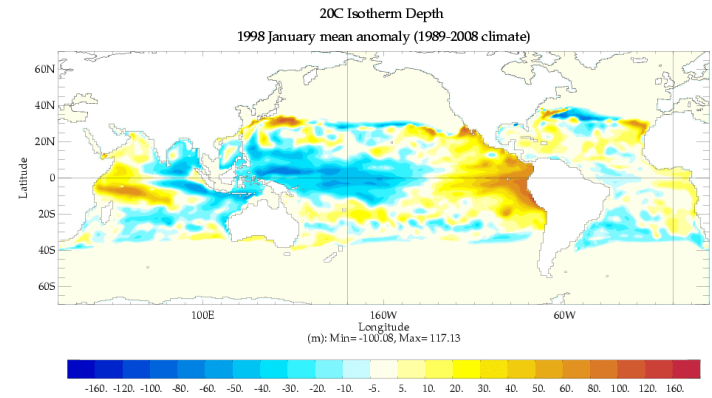 20C Isotherm Depth
1998 January mean anomaly (1989-2008 climate)
60N
40N
20N
0
20S
40S
60S
Latitude
100E
160W
60W
Longitude
(m): Min= -100.08, Max= 117.13
-160. -120. -100. -80. -60. -40. -30. -20. -10. -5. 5. 10. 20. 30. 40. 50. 60. 80. 100. 120. 160.